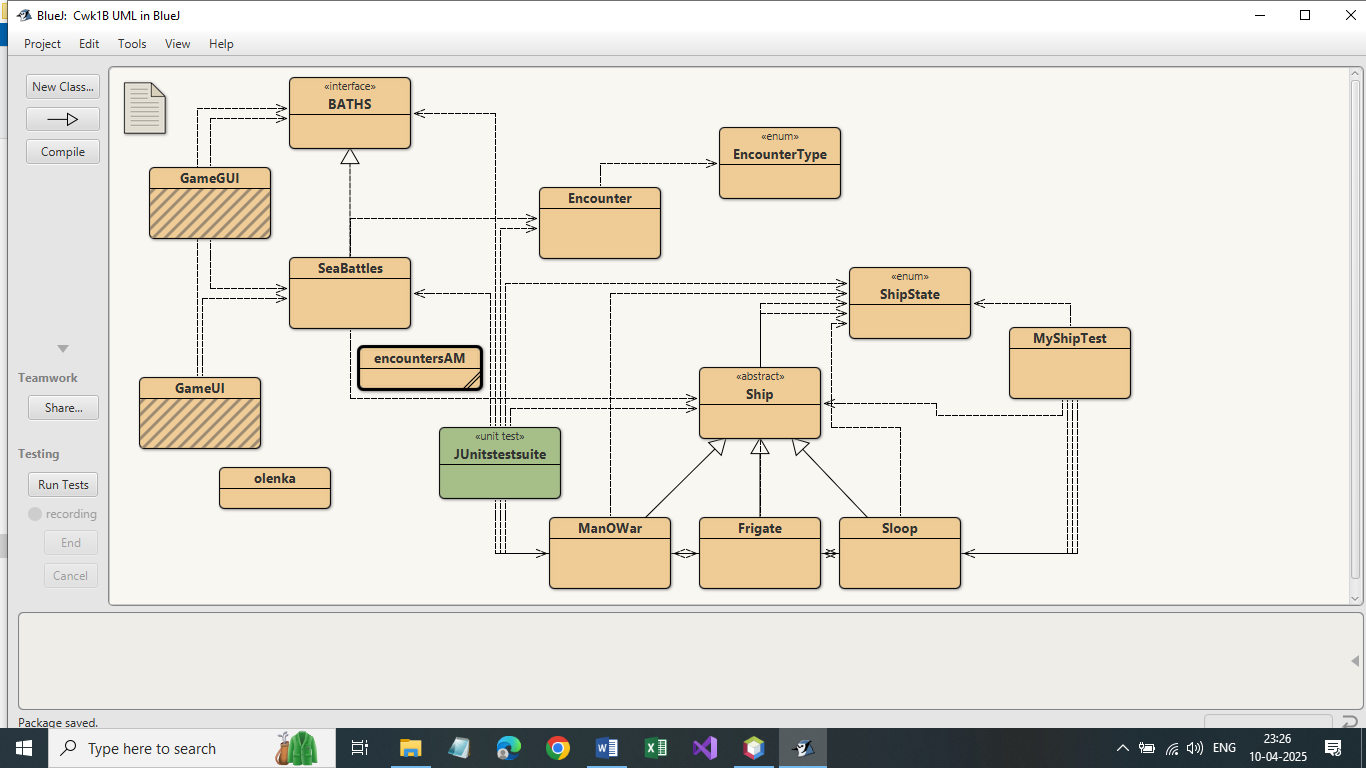 BlueJ: Cwk1B UML in BlueJ
Project Edit Tools View Help
New Class...
Compile
Teamwork
Share...
Testing
Run Tests
recording
End
Cancel
«interface»
BATHS
«enum»
EncounterType
GameGUI
Encounter
SeaBattles
«enum»
ShipState
MyShipTest
encountersAM
GameUI
«abstract»
Ship
«unit test»
JUnitstestsuite
olenka
ManOWar
Frigate
Sloop
Package saved.
Type here to search
ENG
23:26
10-04-2025